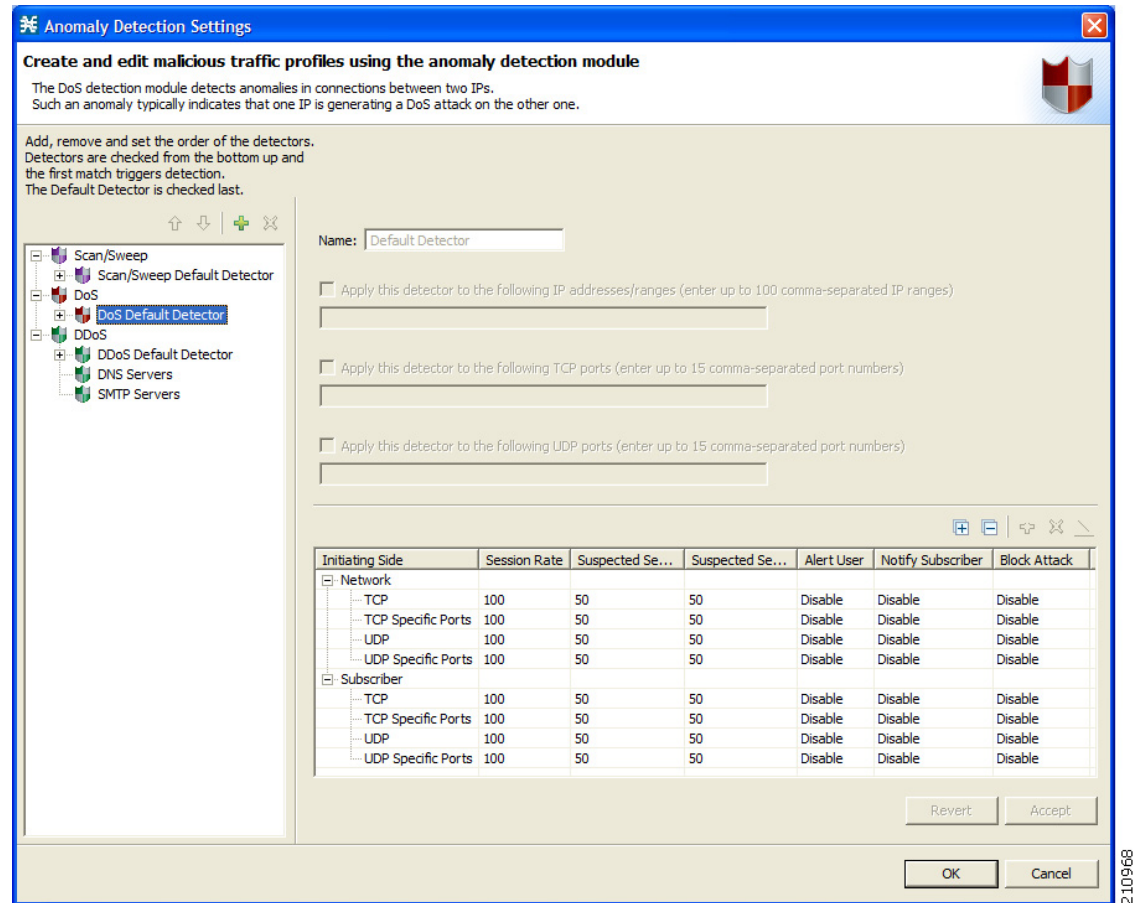 Anomaly Detection Settings
Create and edit malicious traffic profiles using the anomaly detection module
The DoS detection module detects anomalies in connections between two IPs.
Such an anomaly typically indicates that one IP is generating a DoS attack on the other one.
Add, remove and set the order of the detectors.
Detectors are checked from the bottom up and
the first match triggers detection.
The Default Detector is checked last.
Scan/Sweep
Scan/Sweep Default Detector
DoS
DoS Default Detector
DDoS
DDoS Default Detector
DNS Servers
SMTP Servers
Name: Default Detector
Apply this detector to the following IP addresses/ranges (enter up to 100 comma-separated IP ranges)
Apply this detector to the following TCP ports (enter up to 15 comma-separated port numbers)
Apply this detector to the following UDP ports (enter up to 15 comma-separated port numbers)
Initiating Side Session Rate Suspected Se... Suspected Se... Alert User Notify Subscriber Block Attack
Network
TCP 100 50 50 Disable Disable Disable
TCP Specific Ports 100 50 50 Disable Disable Disable
UDP 100 50 50 Disable Disable Disable
UDP Specific Ports 100 50 50 Disable Disable Disable
Subscriber
TCP 100 50 50 Disable Disable Disable
TCP Specific Ports 100 50 50 Disable Disable Disable
UDP 100 50 50 Disable Disable Disable
UDP Specific Ports 100 50 50 Disable Disable Disable
Revert Accept
OK Cancel
210968